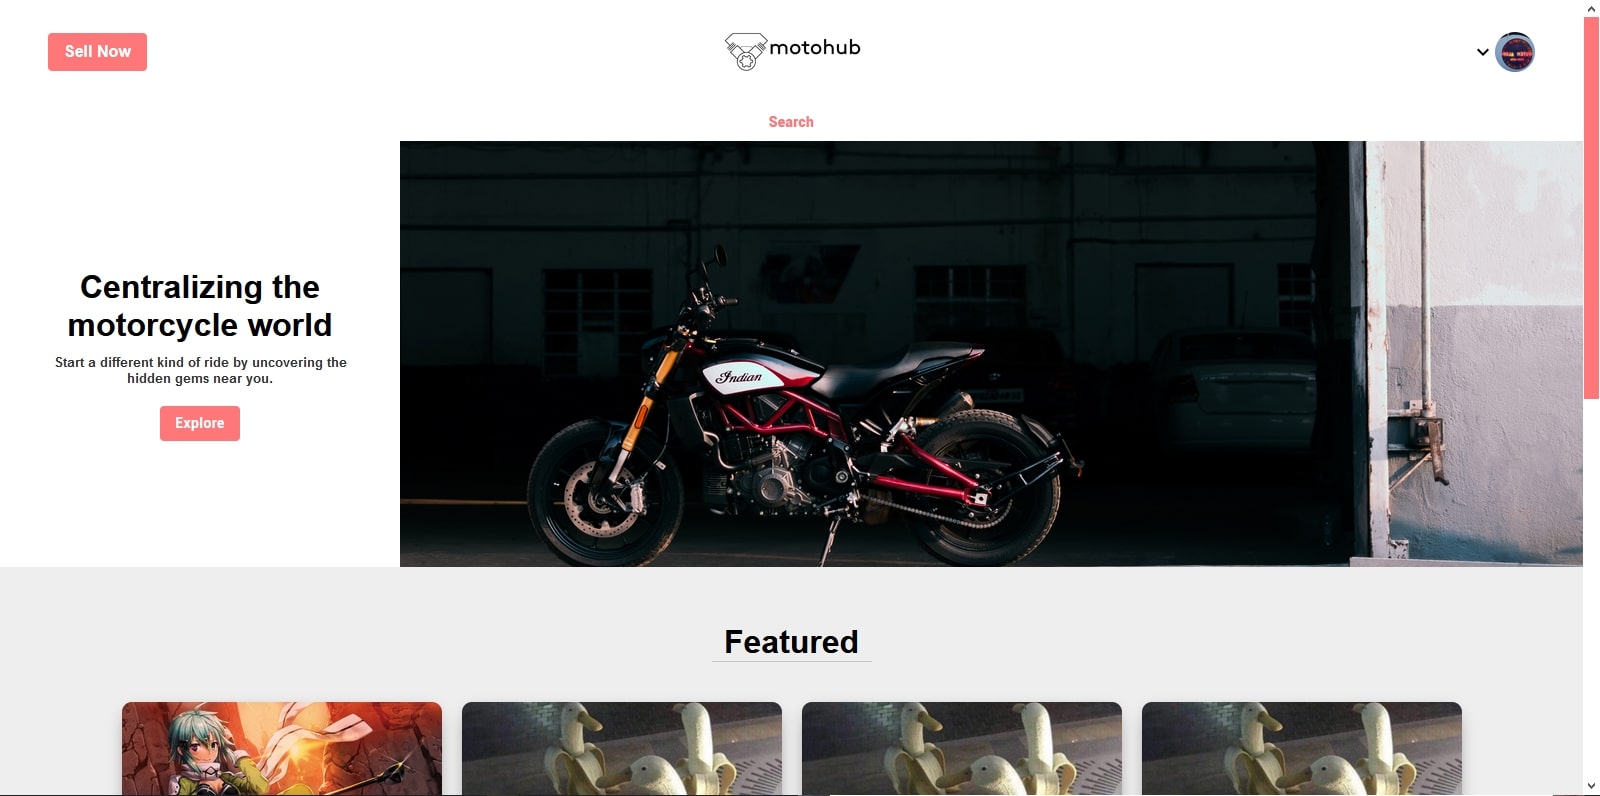 Sell Now
motohub
Search
Centralizing the
motorcycle world
Start a different kind of ride by uncovering the
hidden gems near you.
Explore
Indian
Featured